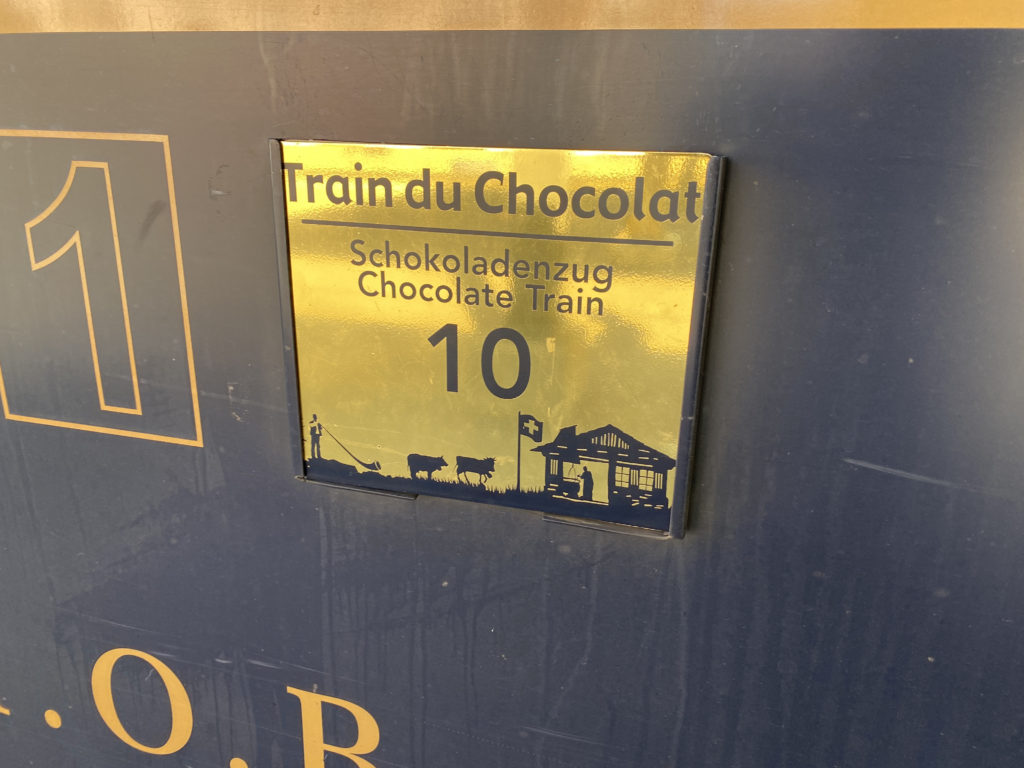 1
Train du Chocolat
Schokoladenzug
Chocolate Train
10
.O.B